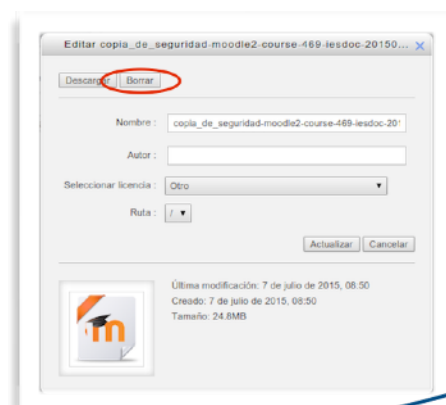 Editar copia_de_seguridad-moodle2-course-469-iesdoc-20150... X
Descargar Borrar
Nombre : copia_de_seguridad-moodle2-course-469-iesdoc-201
Autor :
Seleccionar licencia : Otro
Ruta : /
Actualizar Cancelar
Última modificación: 7 de julio de 2015, 08:50
Creado: 7 de julio de 2015, 08:50
Tamaño: 24.8MB
m